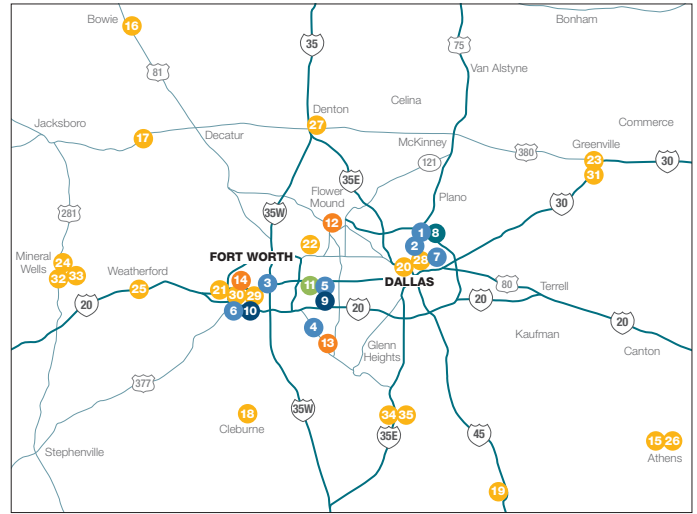 Bowie
16
35
75
Bonham
81
Van Alstyne
Celina
Jacksboro
17
Decatur
Denton
27
McKinney
121
380
Commerce
Greenville
23
30
31
35E
Flower
Mound
12
Plano
30
281
35W
1
8
2
22
FORT WORTH
7
28
20
DALLAS
Mineral
Wells
24
32
33
20
Weatherford
25
14
3
21
30
29
6
10
11
5
9
20
4
13
Glenn
Heights
80
Terrell
20
20
Kaufman
Canton
377
18
Cleburne
35W
34
35
35E
45
Stephenville
15
26
Athens
19